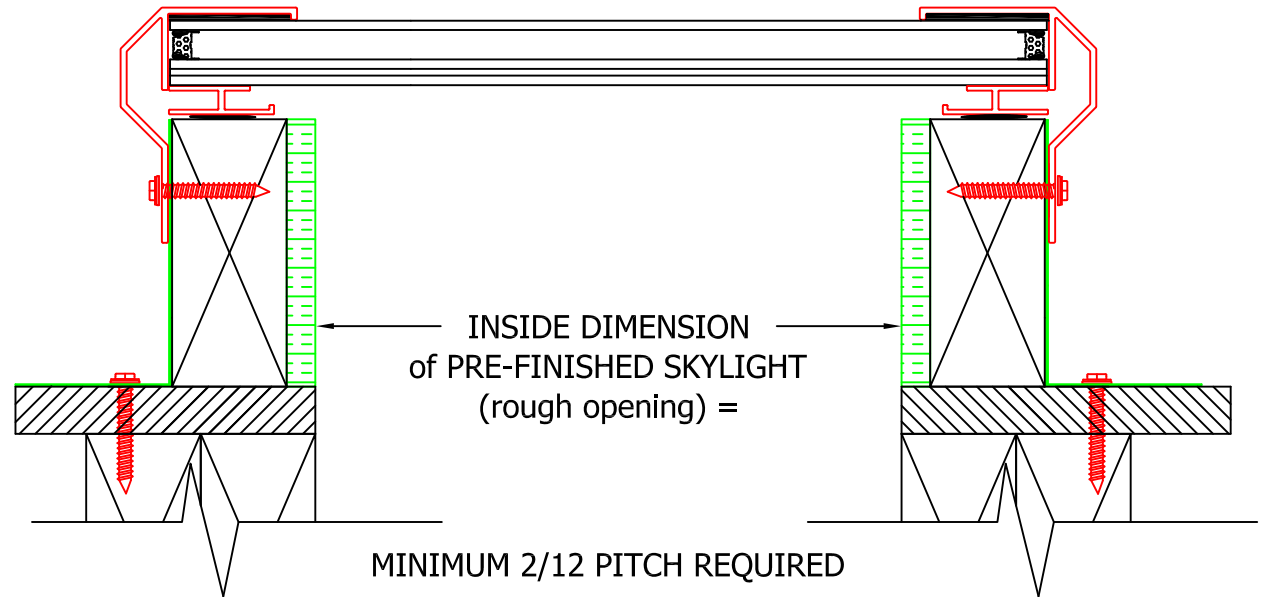 INSIDE DIMENSION
of PRE-FINISHED SKYLIGHT
(rough opening) =
MINIMUM 2/12 PITCH REQUIRED